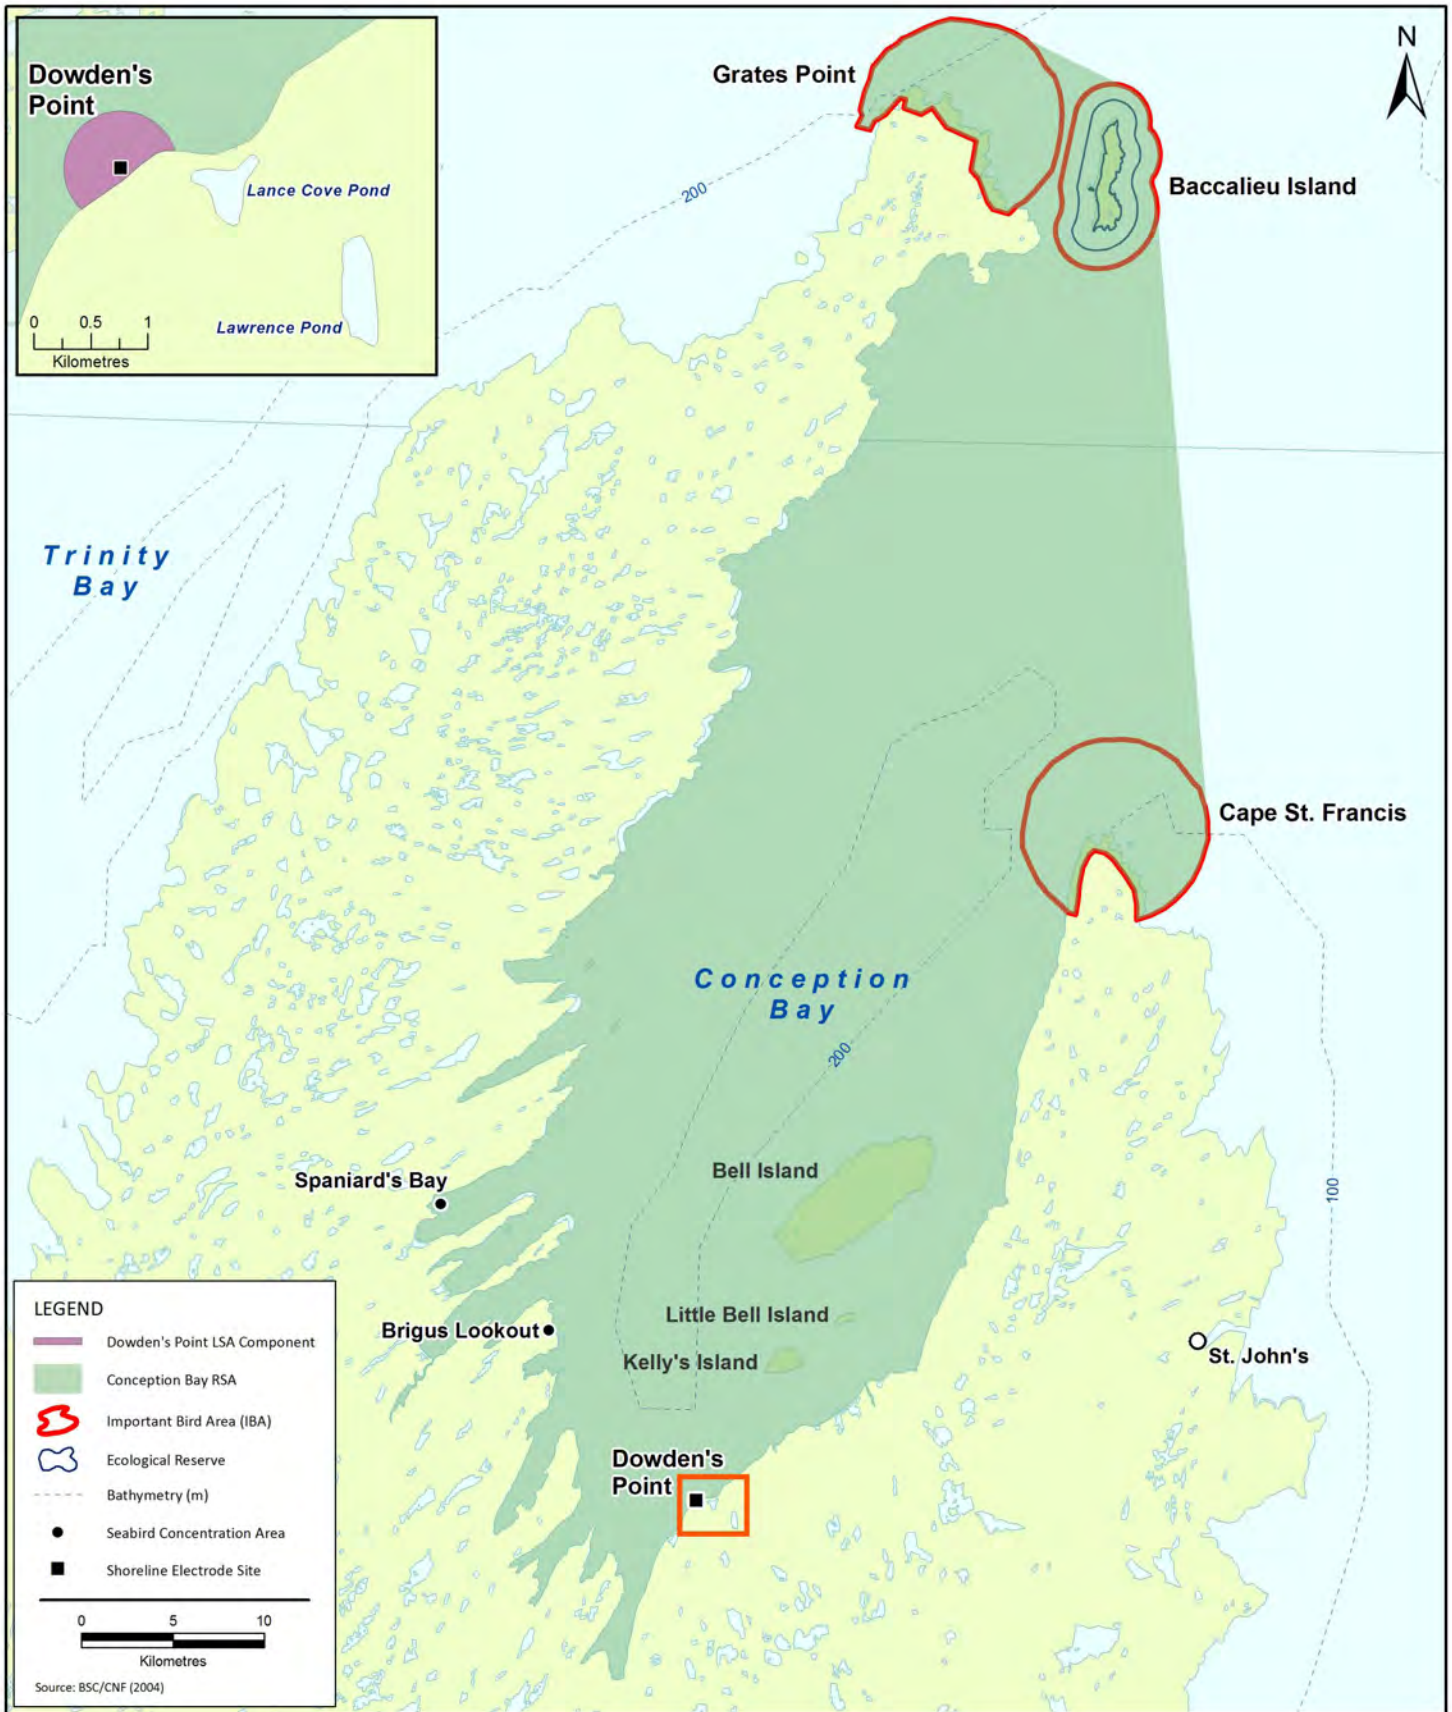 Dowden's
Point
Lance Cove Pond
Lawrence Pond
0 0.5 1
Kilometres
Grates Point
N
Baccalieu Island
200
Trinity
Bay
Cape St. Francis
Conception
Bay
200
Bell Island
Spaniard's Bay
100
Little Bell Island
Brigus Lookout
St. John's
Kelly's Island
Dowden's
Point
LEGEND
Dowden's Point LSA Component
Conception Bay RSA
Important Bird Area (IBA)
Ecological Reserve
Bathymetry (m)
Seabird Concentration Area
Shoreline Electrode Site
0 5 10
Kilometres
Source: BSC/CNF (2004)